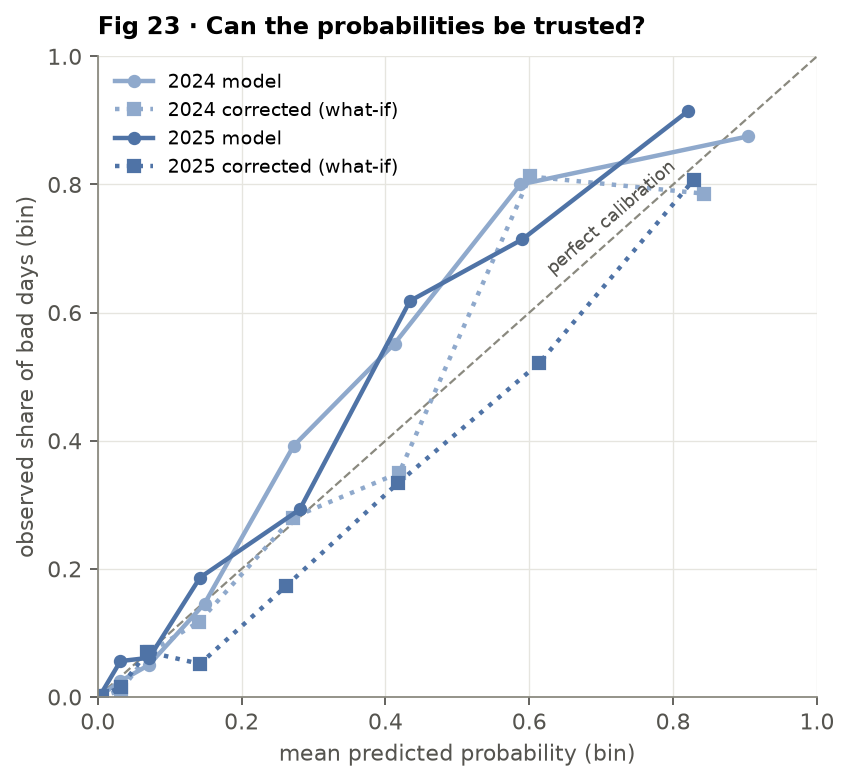 Fig 23 · Can the probabilities be trusted?
1.0
2024 model
2024 corrected (what-if)
2025 model
2025 corrected (what-if)
0.8
perfect calibration
0.6
0.4
0.2
0.0
observed share of bad days (bin)
0.0 0.2 0.4 0.6 0.8 1.0
mean predicted probability (bin)